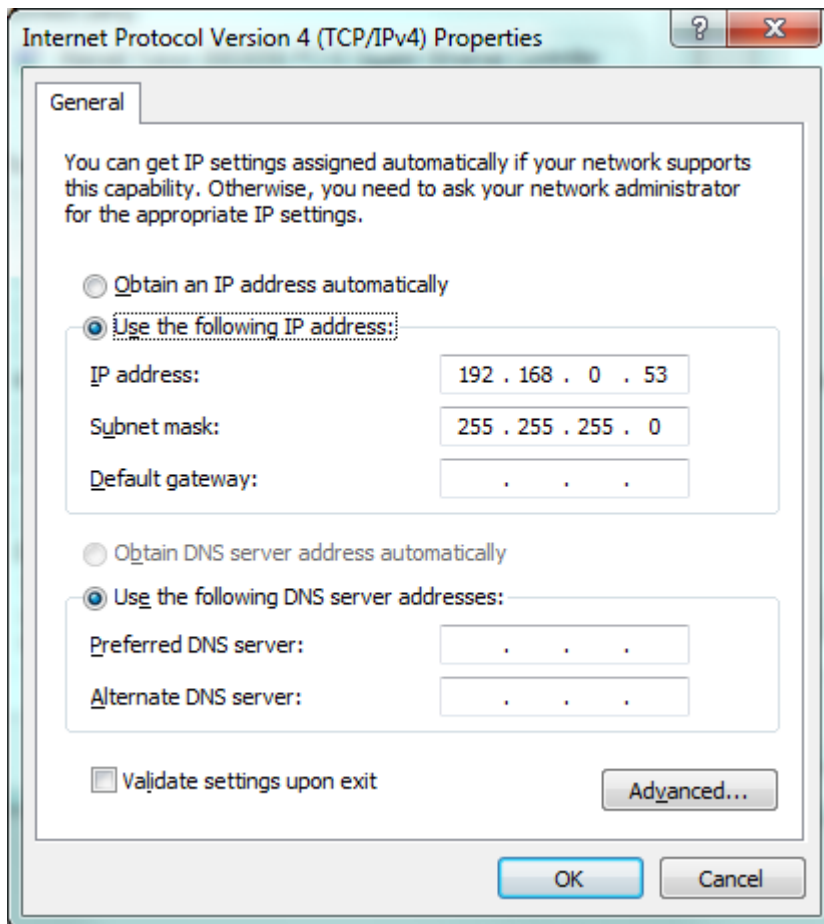 Internet Protocol Version 4 (TCP/IPv4) Properties
General
You can get IP settings assigned automatically if your network supports
this capability. Otherwise, you need to ask your network administrator
for the appropriate IP settings.
Obtain an IP address automatically
Use the following IP address:
IP address: 192 . 168 . 0 . 53
Subnet mask: 255 . 255 . 255 . 0
Default gateway: . . .
Obtain DNS server address automatically
Use the following DNS server addresses:
Preferred DNS server: . . .
Alternate DNS server: . . .
Validate settings upon exit
Advanced...
OK Cancel